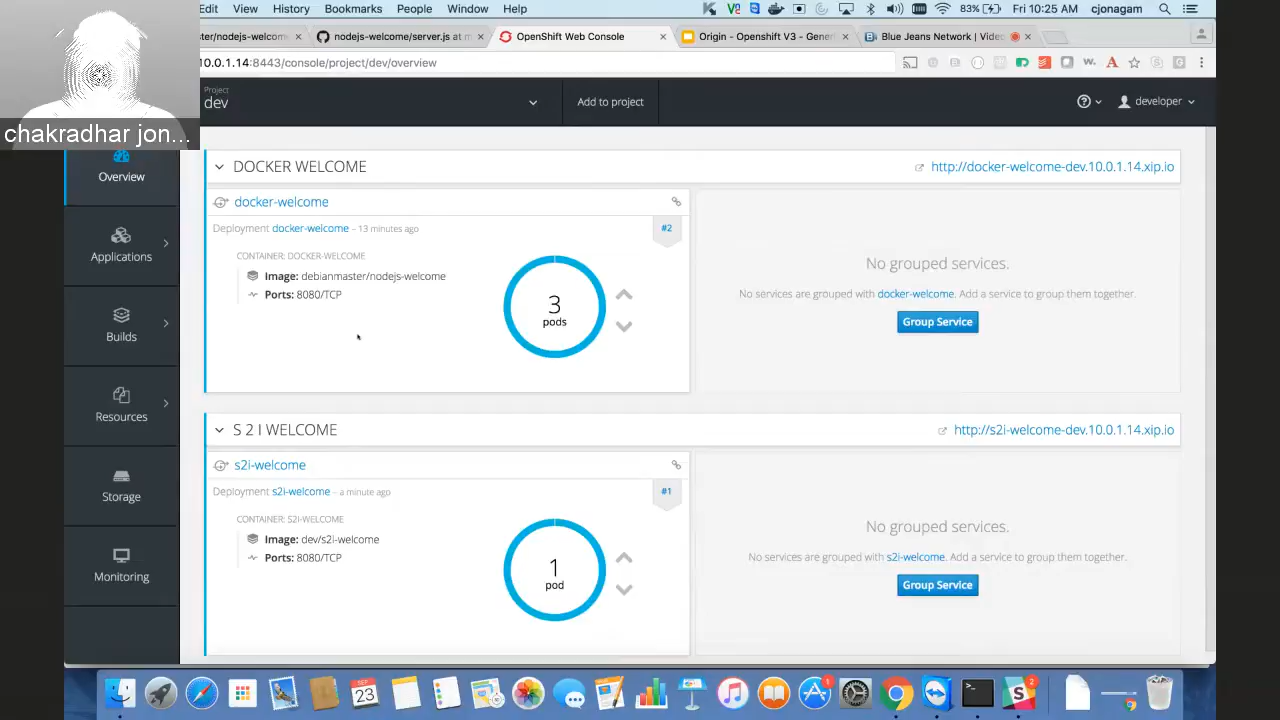 Edit View History Bookmarks People Window Help 83% Fri 10:25 AM cjonagam
ter/nodejs-welcome nodejs-welcome/server.js at m OpenShift Web Console Origin - Openshift V3 - Gene Blue Jeans Network | Video
0.0.1.14:8443/console/project/dev/overview
Project
dev
Add to project
developer
chakradhar jon...
Overview
Applications
Builds
Resources
Storage
Monitoring
DOCKER WELCOME
http://docker-welcome-dev.10.0.1.14.xip.io
docker-welcome
Deployment docker-welcome – 13 minutes ago
#2
CONTAINER: DOCKER-WELCOME
Image: debianmaster/nodejs-welcome
Ports: 8080/TCP
3
pods
No grouped services.
No services are grouped with docker-welcome. Add a service to group them together.
Group Service
S 2 I WELCOME
http://s2i-welcome-dev.10.0.1.14.xip.io
s2i-welcome
Deployment s2i-welcome – a minute ago
#1
CONTAINER: S2I-WELCOME
Image: dev/s2i-welcome
Ports: 8080/TCP
1
pod
No grouped services.
No services are grouped with s2i-welcome. Add a service to group them together.
Group Service
SEP
23
1
2